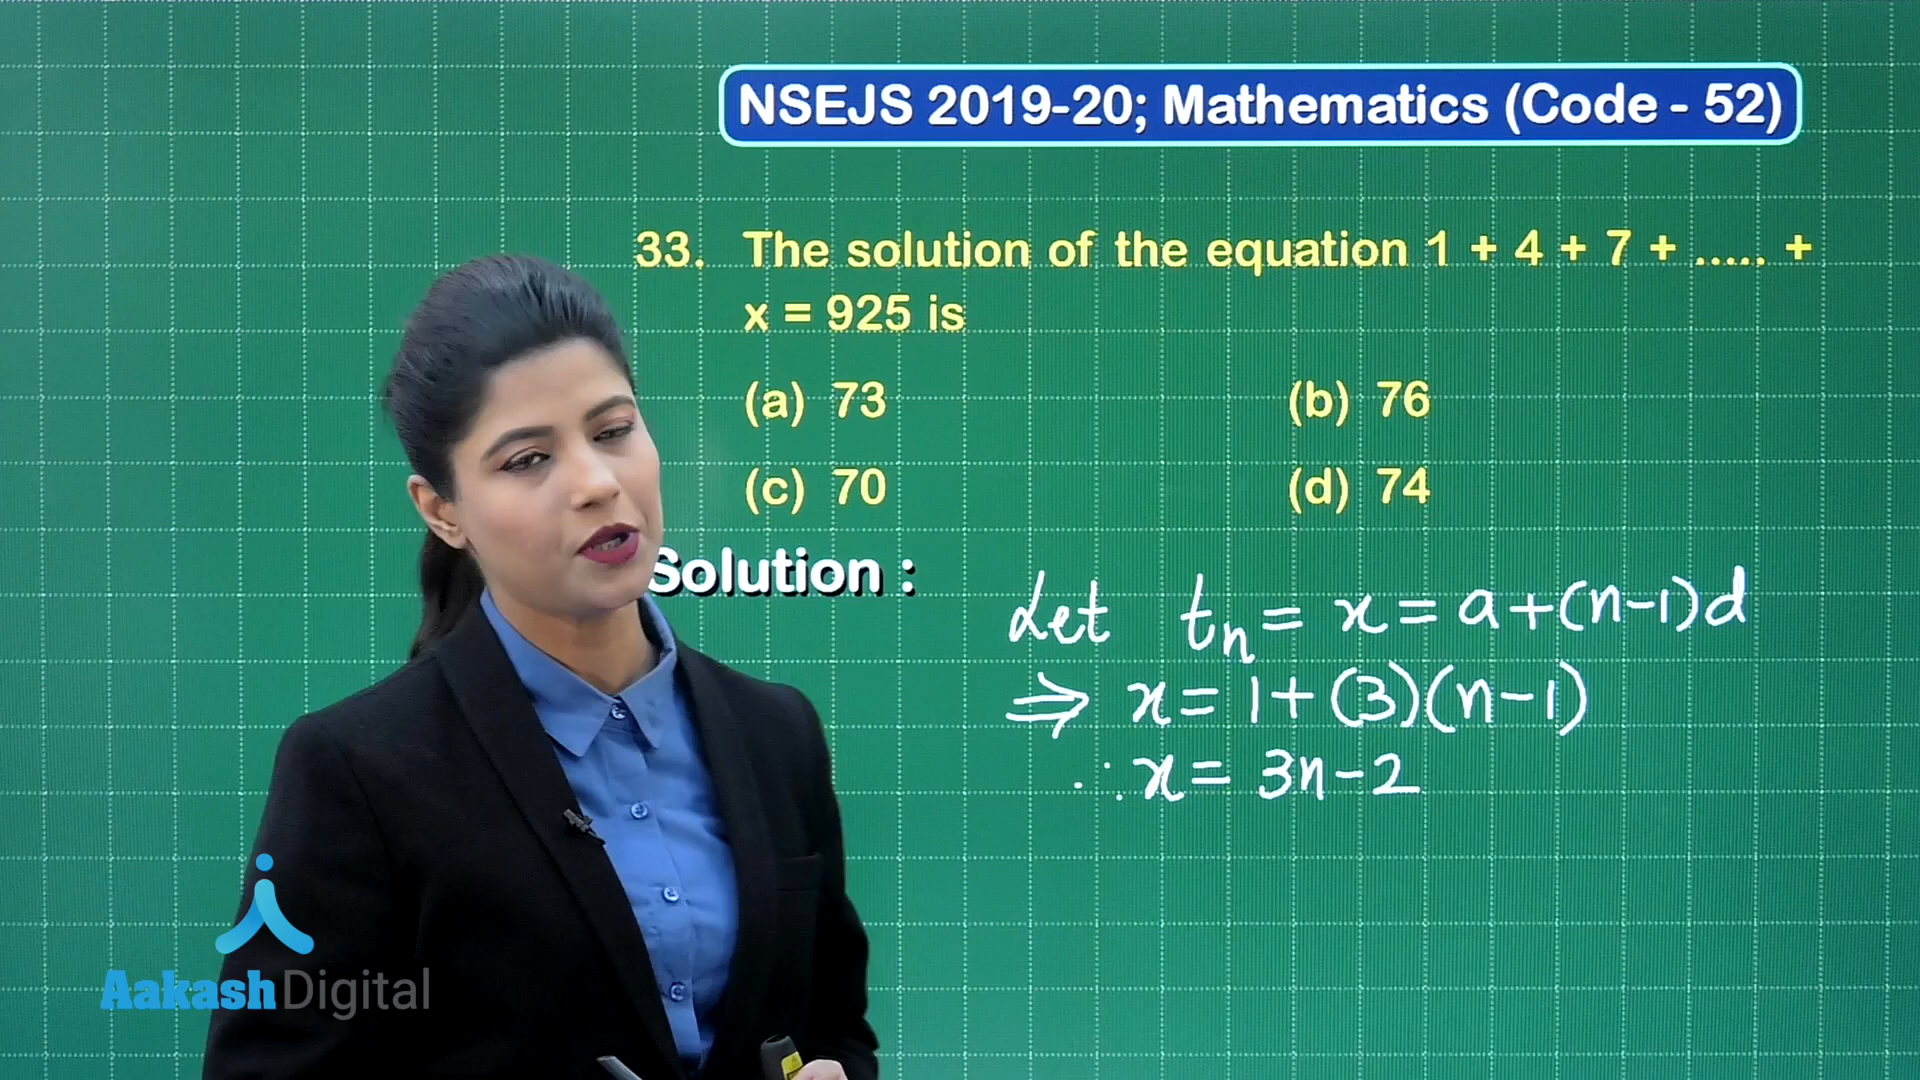 NSEJS 2019-20; Mathematics (Code - 52)
33. The solution of the equation 1 + 4 + 7 + ..... +
x = 925 is
(a) 73 (b) 76
(c) 70 (d) 74
Solution :
Let tn = x = a+(n-1)d
⇒ x = 1+(3)(n-1)
∴ x = 3n-2
Aakash Digital